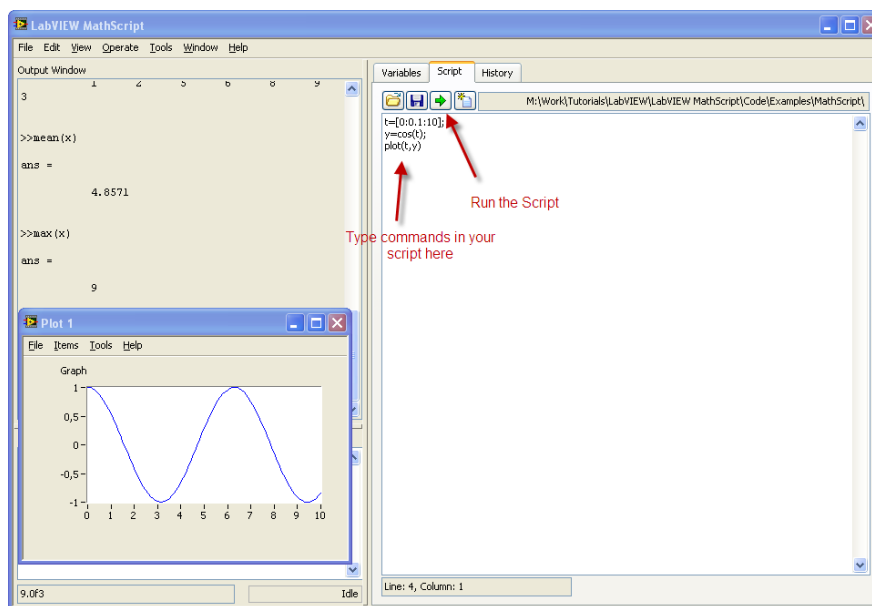 LabVIEW MathScript
File Edit View Operate Tools Window Help
Output Window
1 2 5 6 8 9
3
>>mean(x)
ans =
4.8571
>>max(x)
ans =
9
Plot 1
File Items Tools Help
Graph
1
0,5
0
-0,5
-1
0 1 2 3 4 5 6 7 8 9 10
9.0f3
Idle
Variables Script History
M:\Work\Tutorials\LabVIEW\LabVIEW MathScript\Code\Examples\MathScript\
t=[0:0.1:10];
y=cos(t);
plot(t,y)
Run the Script
Type commands in your
script here
Line: 4, Column: 1